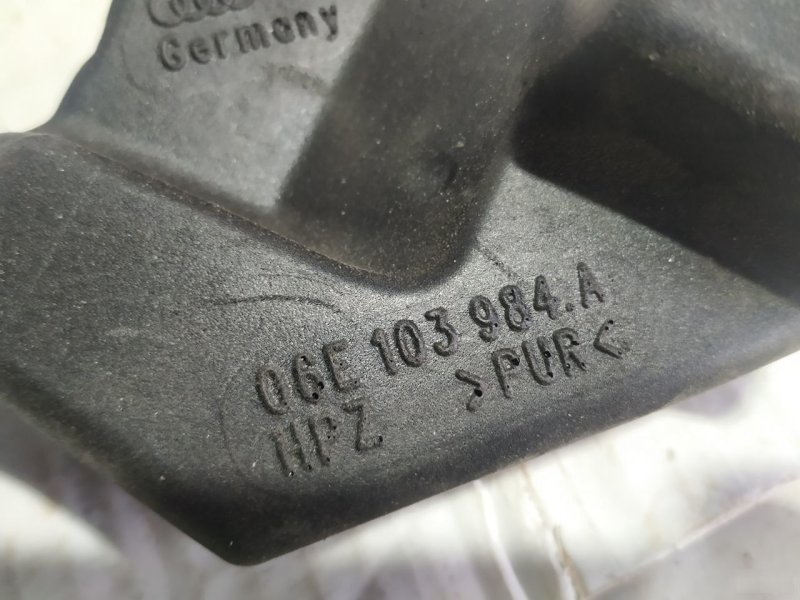 Germany
06E 103 984.A
HPZ >PUR<